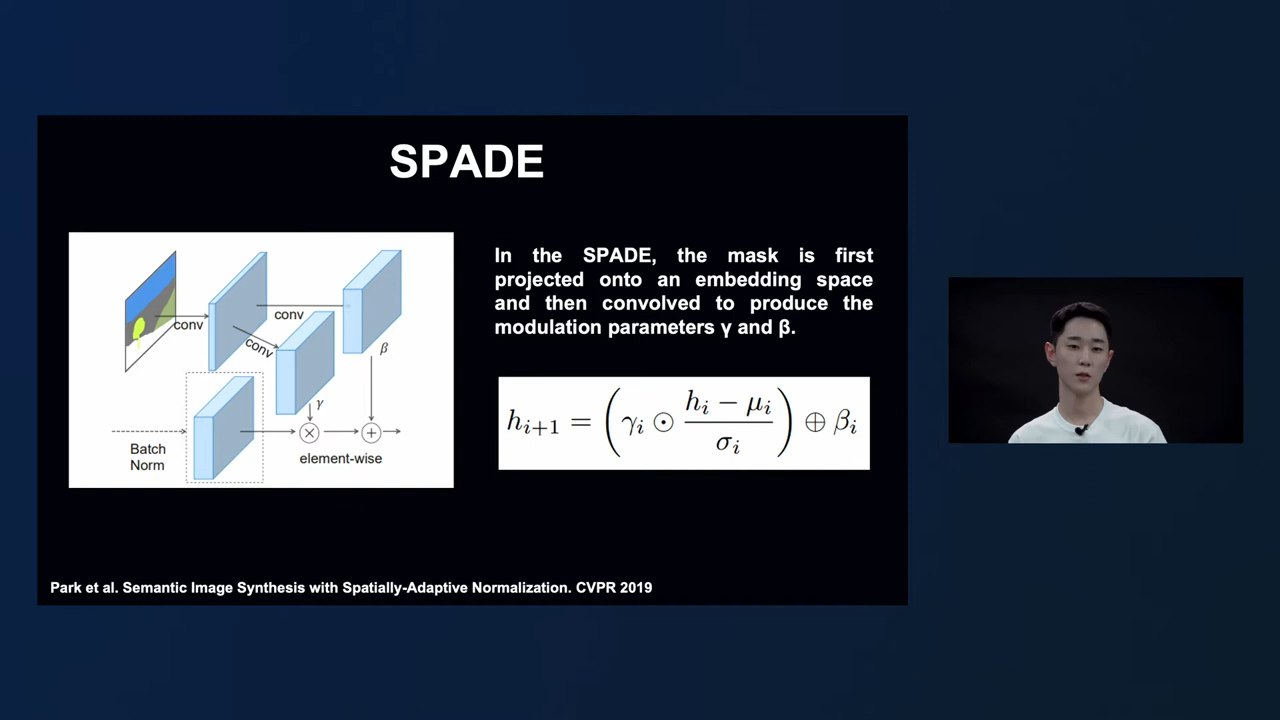 SPADE
In the SPADE, the mask is first
projected onto an embedding space
and then convolved to produce the
modulation parameters γ and β.
conv
conv
conv
β
γ
Batch
Norm
element-wise
h_{i+1} = (γ_i ⊙ \frac{h_i − μ_i}{σ_i}) ⊕ β_i
Park et al. Semantic Image Synthesis with Spatially-Adaptive Normalization. CVPR 2019